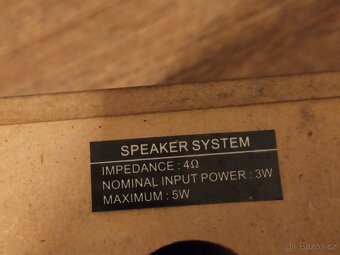 SPEAKER SYSTEM
IMPEDANCE : 4Ω
NOMINAL INPUT POWER : 3W
MAXIMUM : 5W
Bazos.cz